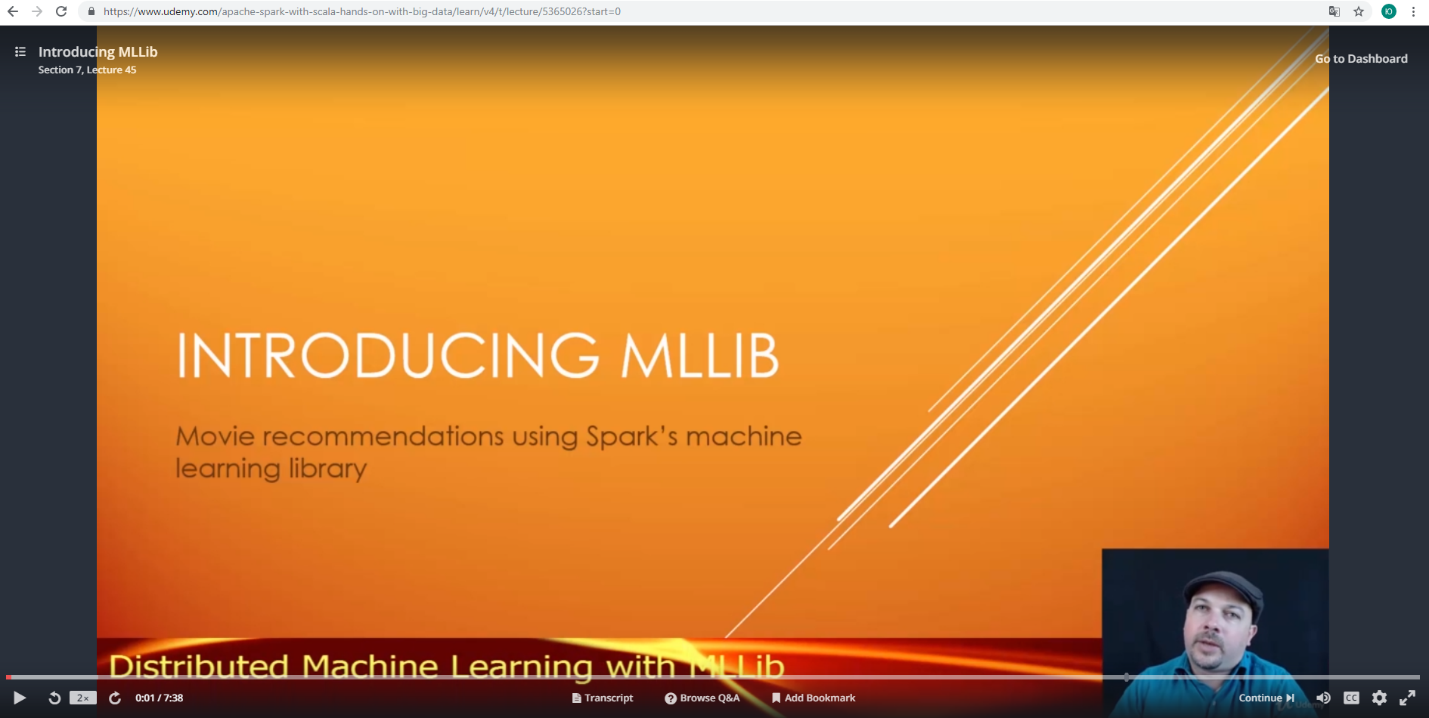 https://www.udemy.com/apache-spark-with-scala-hands-on-with-big-data/learn/v4/t/lecture/5365026?start=0
Ю
Introducing MLLib
Section 7, Lecture 45
Go to Dashboard
INTRODUCING MLLIB
Movie recommendations using Spark's machine
learning library
Distributed Machine Learning with MLLib
2×
0:01 / 7:38
Transcript
Browse Q&A
Add Bookmark
Continue
CC